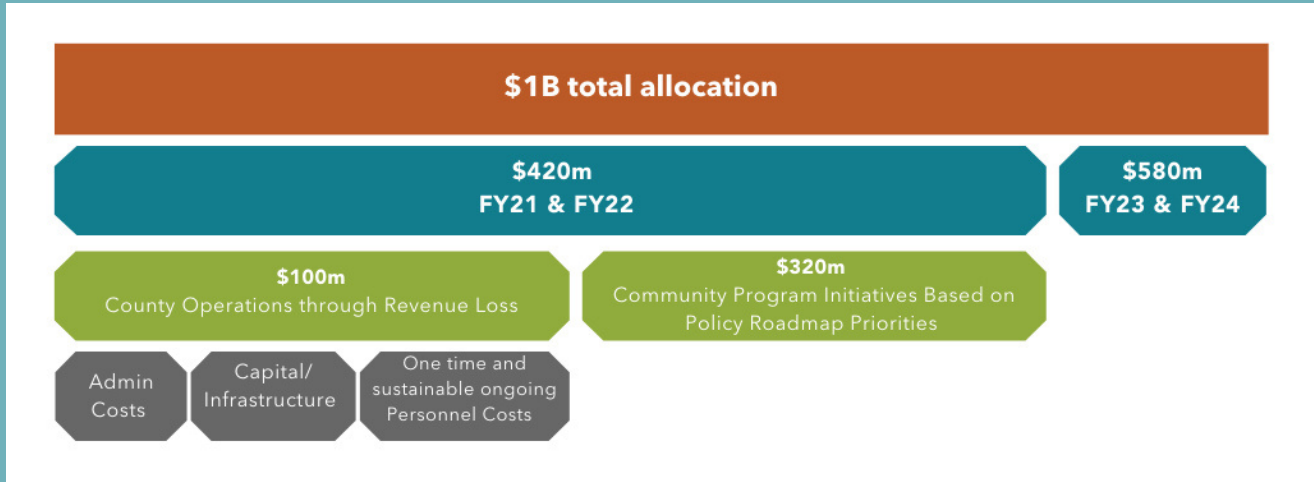 $1B total allocation
$420m
FY21 & FY22
$580m
FY23 & FY24
$100m
County Operations through Revenue Loss
$320m
Community Program Initiatives Based on
Policy Roadmap Priorities
Admin
Costs
Capital/
Infrastructure
One time and
sustainable ongoing
Personnel Costs